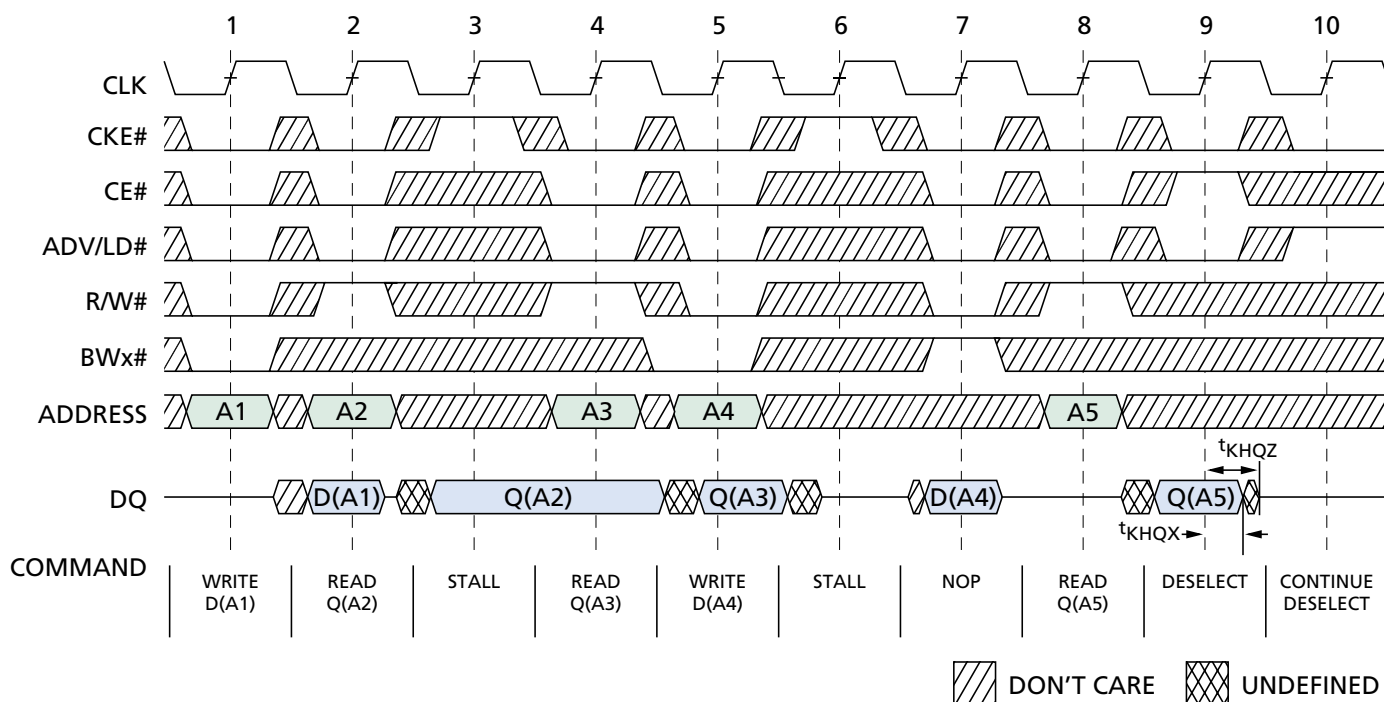 1 2 3 4 5 6 7 8 9 10
CLK
CKE#
CE#
ADV/LD#
R/W#
BWx#
ADDRESS A1 A2 A3 A4 A5
tKHQZ
DQ D(A1) Q(A2) Q(A3) D(A4) Q(A5)
tKHQX
COMMAND
WRITE READ STALL READ WRITE STALL NOP READ DESELECT CONTINUE
D(A1) Q(A2) Q(A3) D(A4) Q(A5) DESELECT
DON'T CARE UNDEFINED